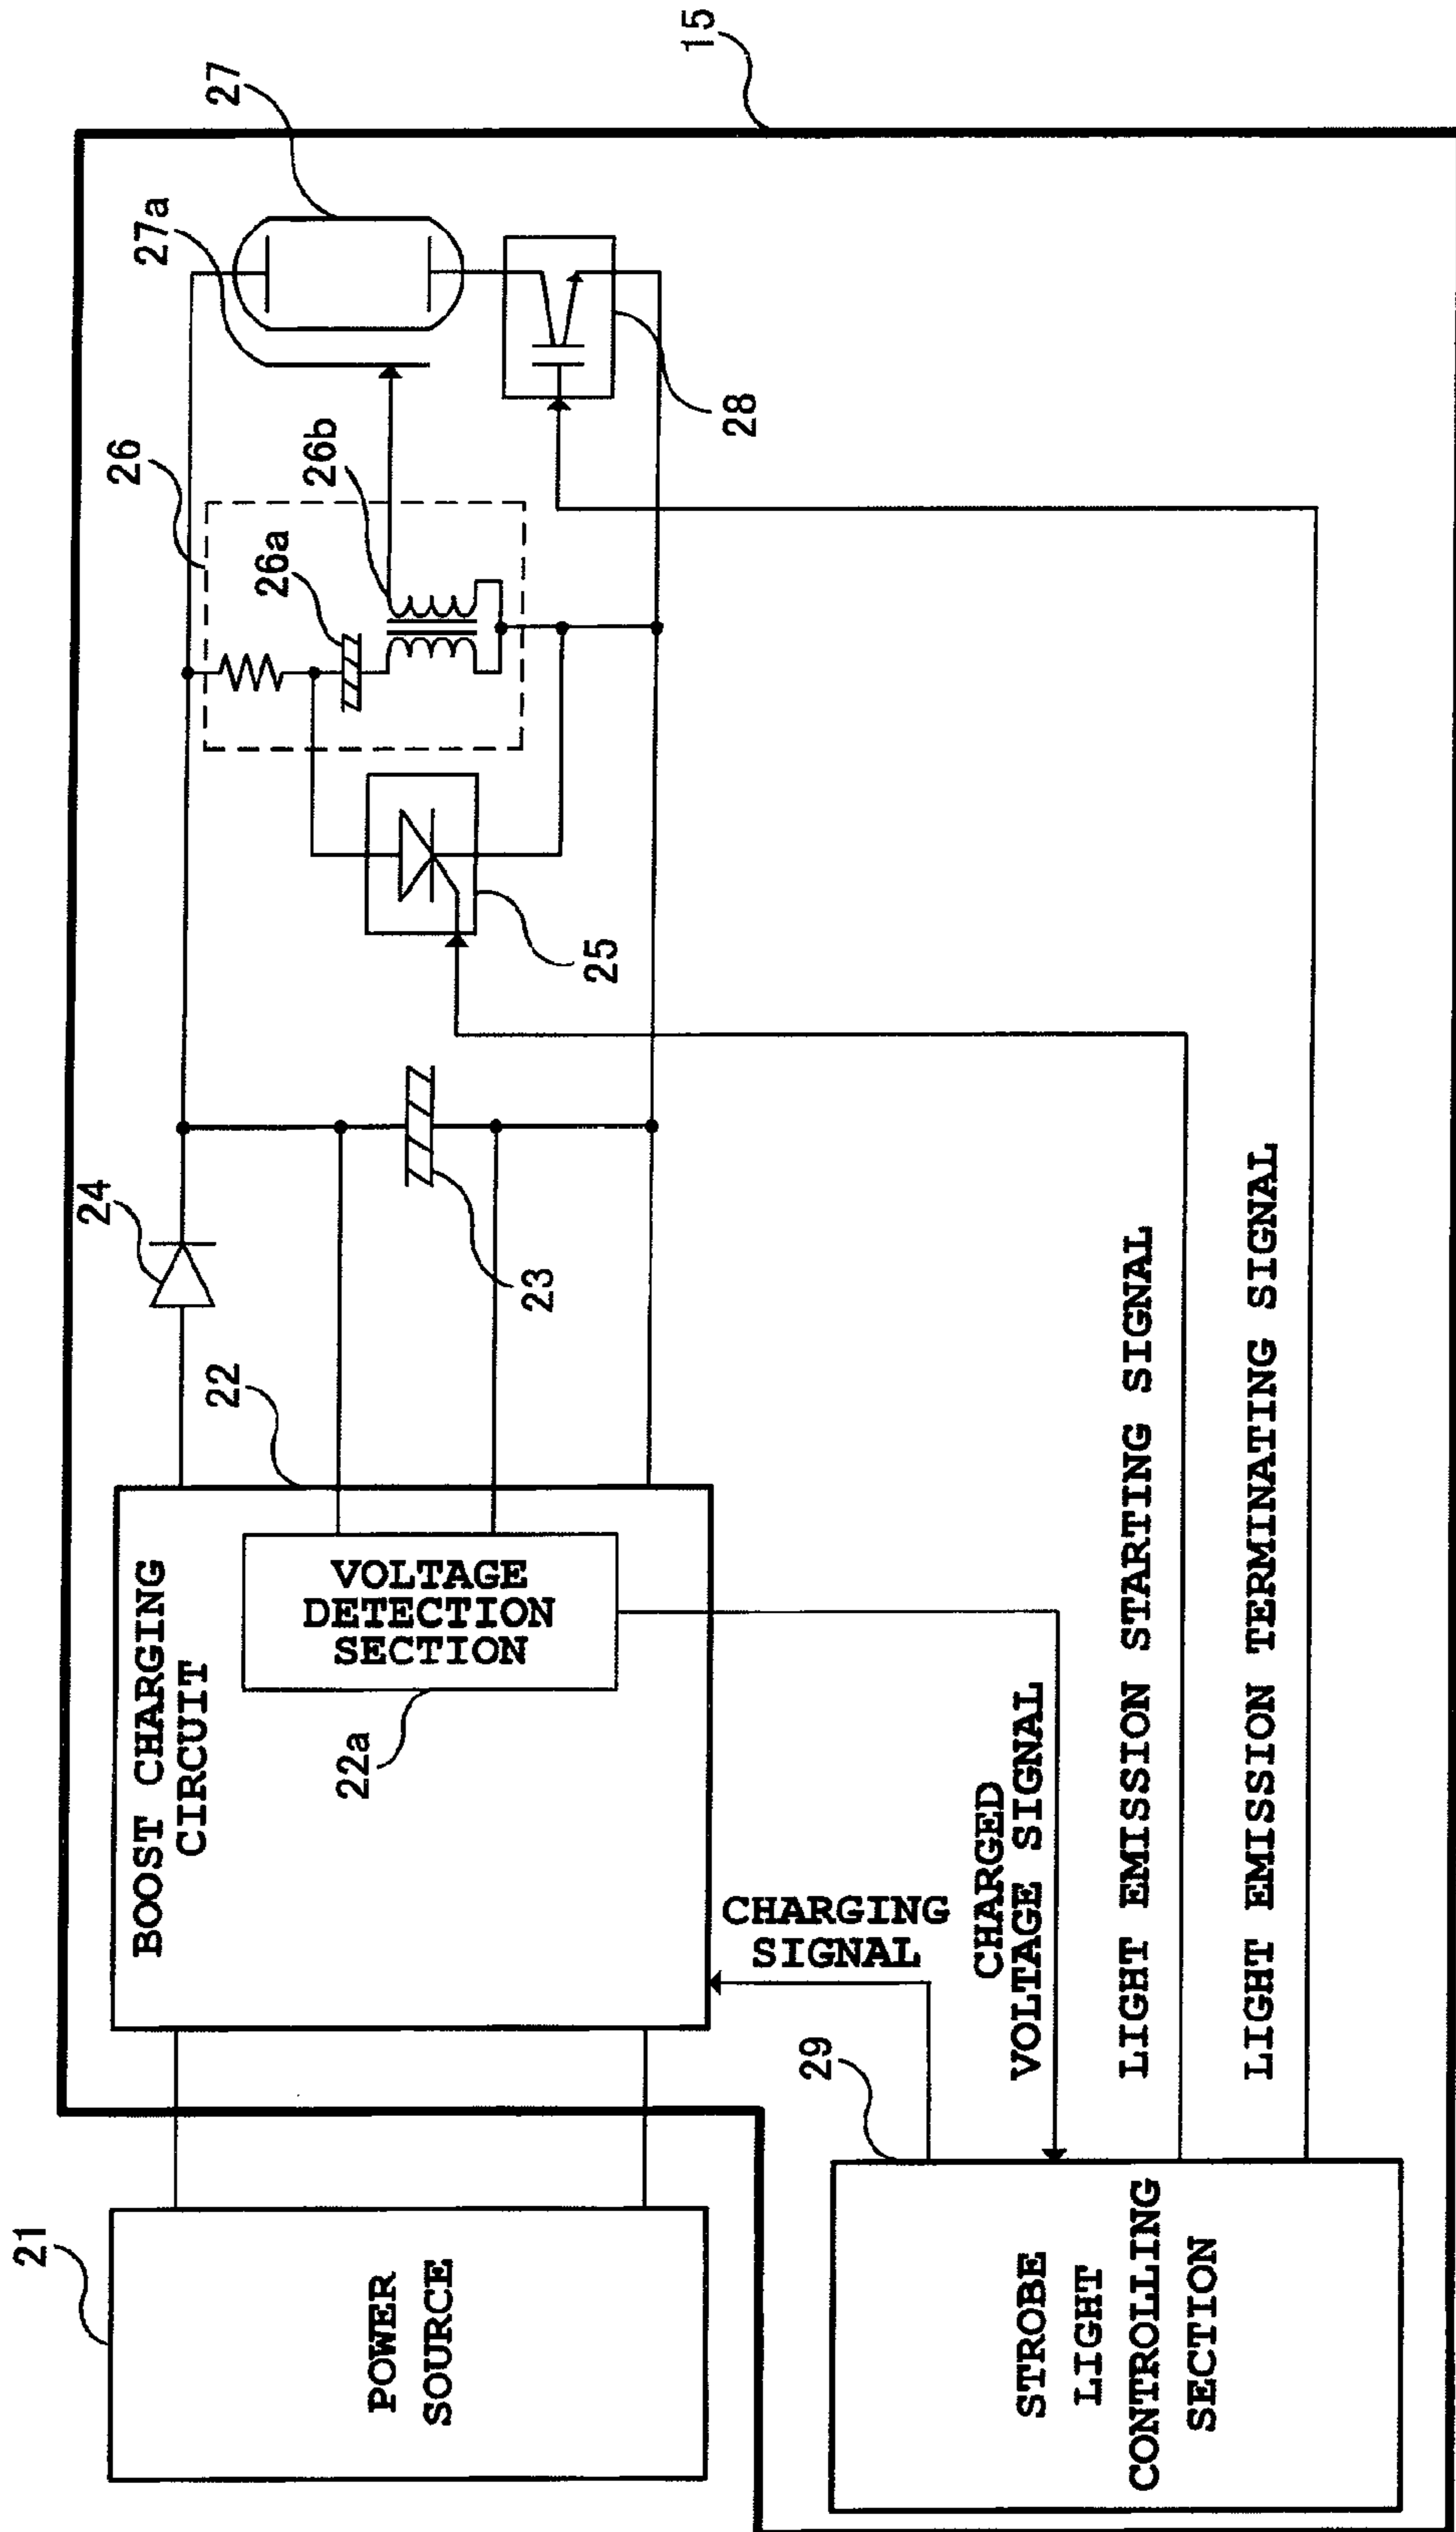 15
27
27a
26
26a
26b
28
25
24
23
22
BOOST CHARGING
CIRCUIT
VOLTAGE
DETECTION
SECTION
22a
21
POWER
SOURCE
CHARGING
SIGNAL
CHARGED
VOLTAGE SIGNAL
LIGHT EMISSION STARTING SIGNAL
LIGHT EMISSION TERMINATING SIGNAL
29
STROBE
LIGHT
CONTROLLING
SECTION